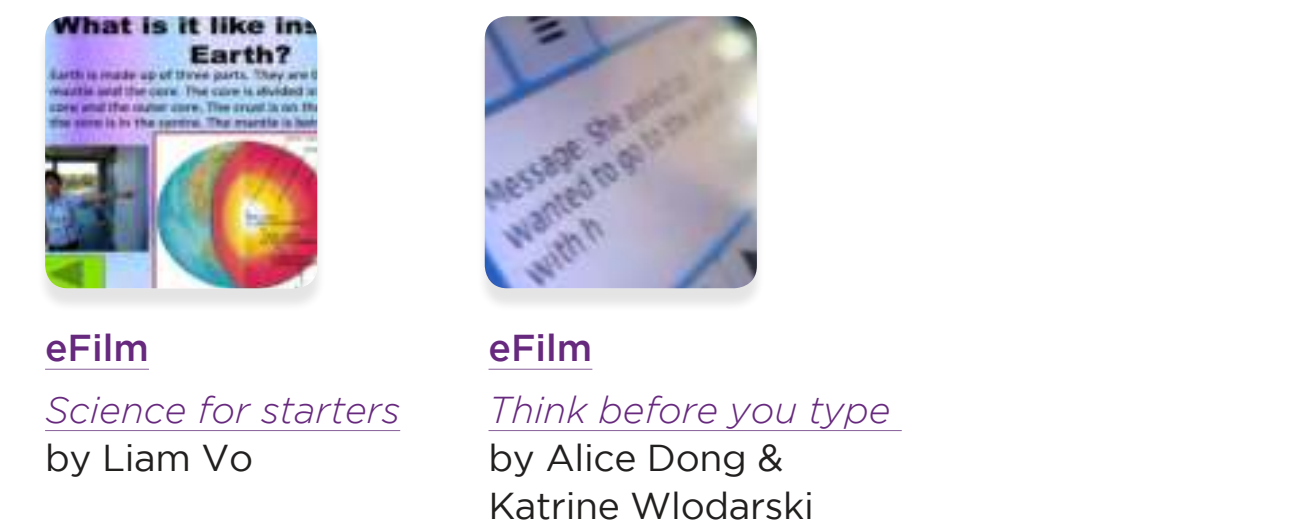 What is it like ins
Earth?
Earth is made up of three parts. They are
mantle and the core. The core is divided
core and the outer core. The crust is on the
the core is in the centre. The mantle is
Message: She
wanted to go to the
with h
eFilm
Science for starters
by Liam Vo
eFilm
Think before you type
by Alice Dong &
Katrine Wlodarski